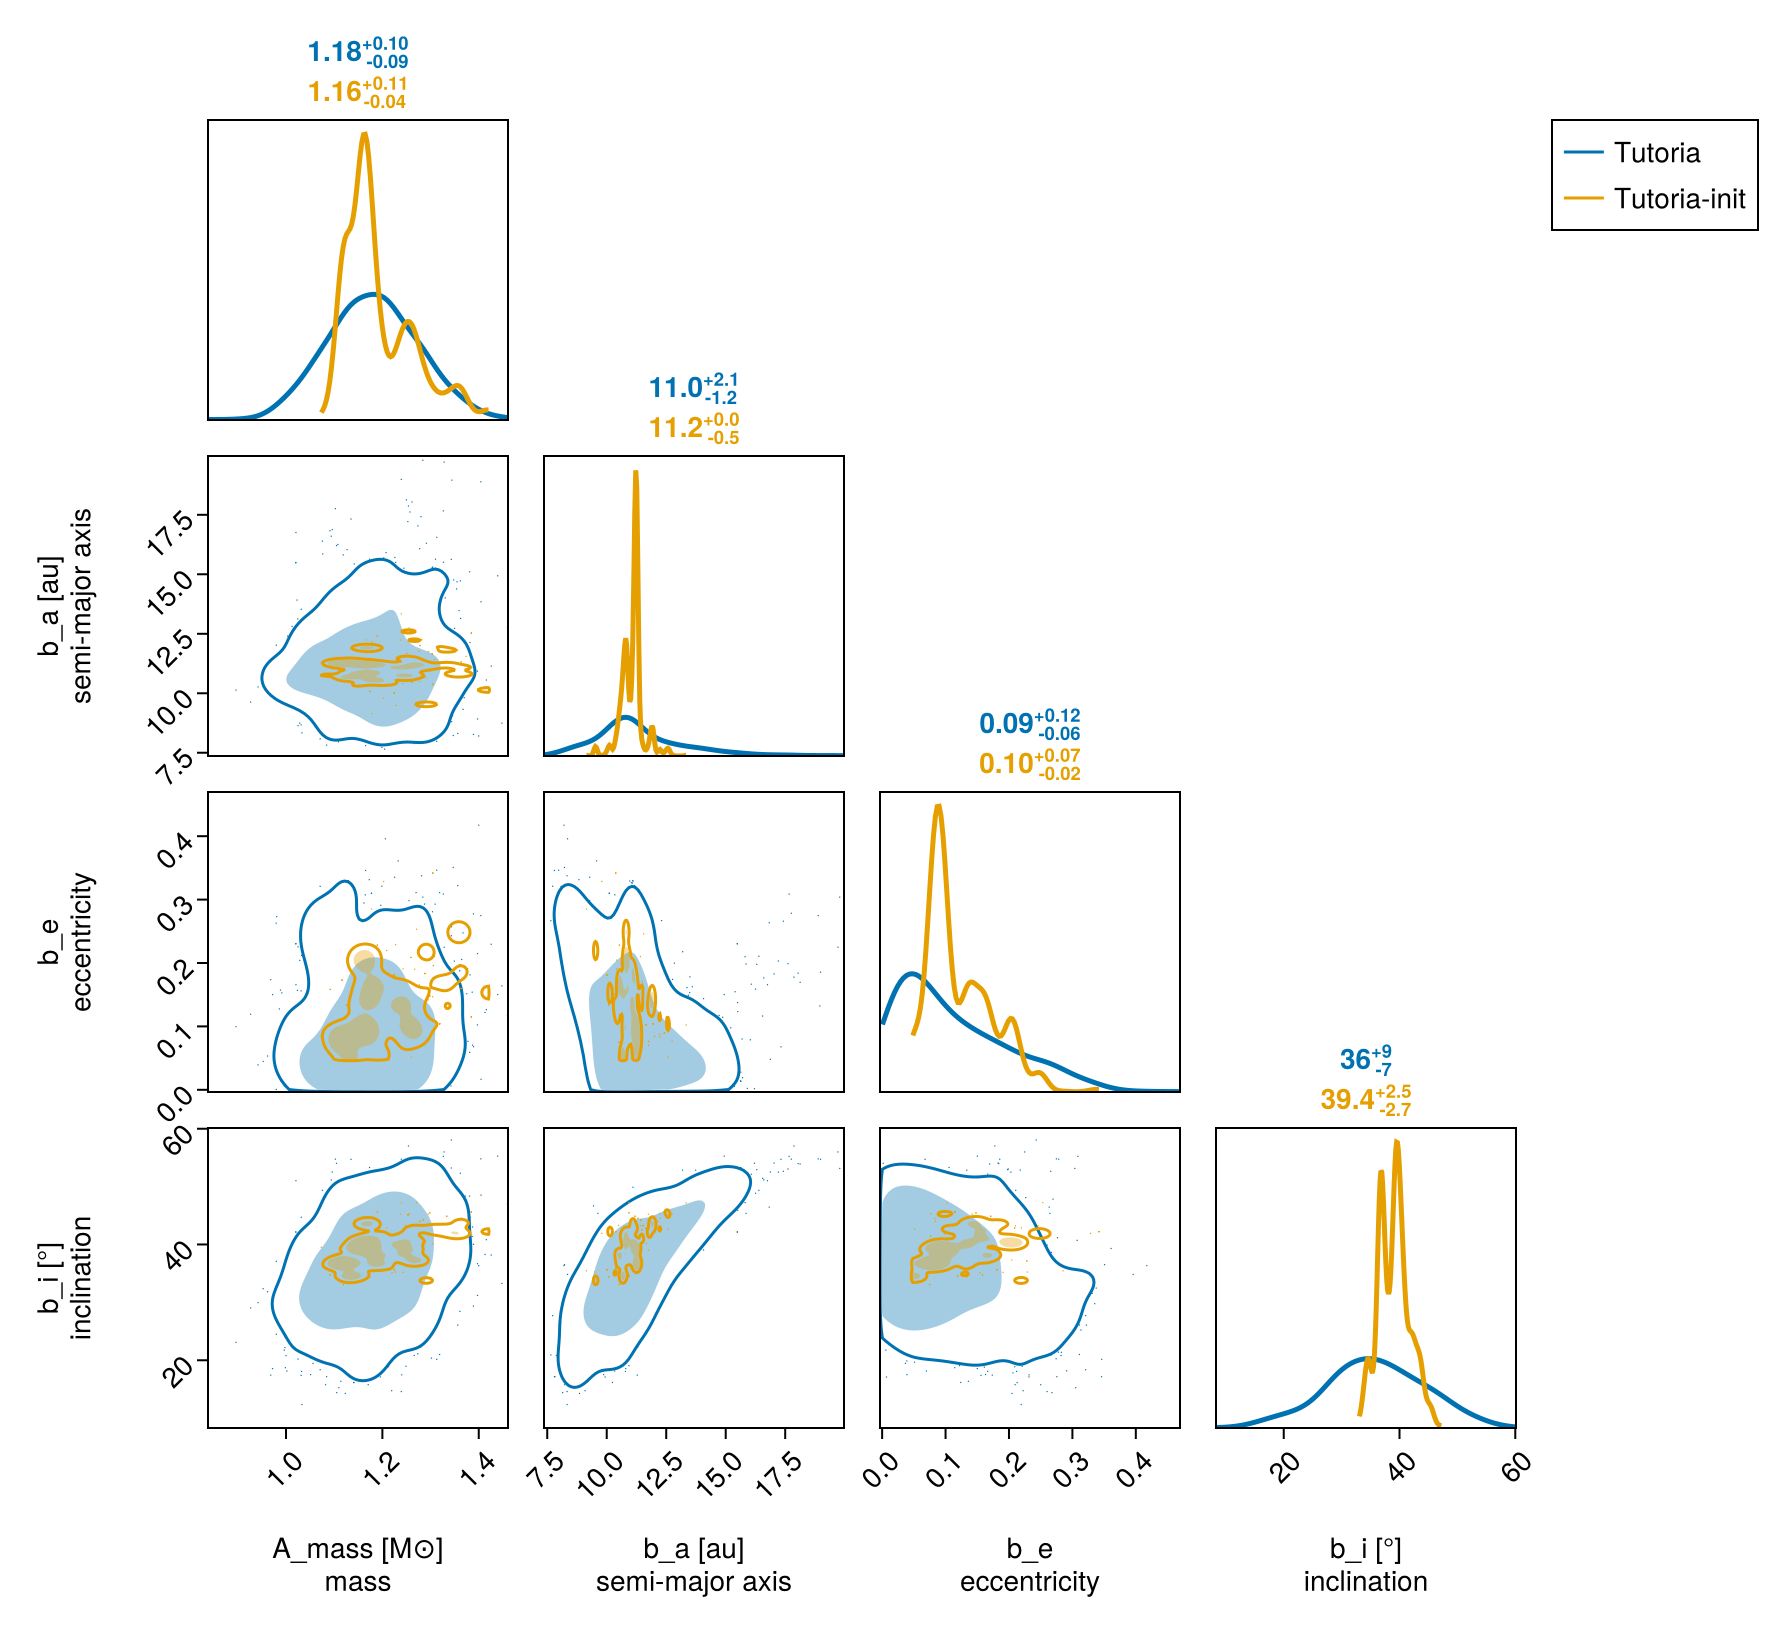 1.18+0.10-0.09
1.16+0.11-0.04
Tutoria
Tutoria-init
11.0+2.1-1.2
11.2+0.0-0.5
b_a [au]
semi-major axis
17.5
15.0
12.5
10.0
7.5
0.09+0.12-0.06
0.10+0.07-0.02
b_e
eccentricity
0.4
0.3
0.2
0.1
0.0
36+9-7
39.4+2.5-2.7
b_i [°]
inclination
60
40
20
1.0
1.2
1.4
7.5
10.0
12.5
15.0
17.5
0.0
0.1
0.2
0.3
0.4
20
40
60
A_mass [M⊙]
mass
b_a [au]
semi-major axis
b_e
eccentricity
b_i [°]
inclination